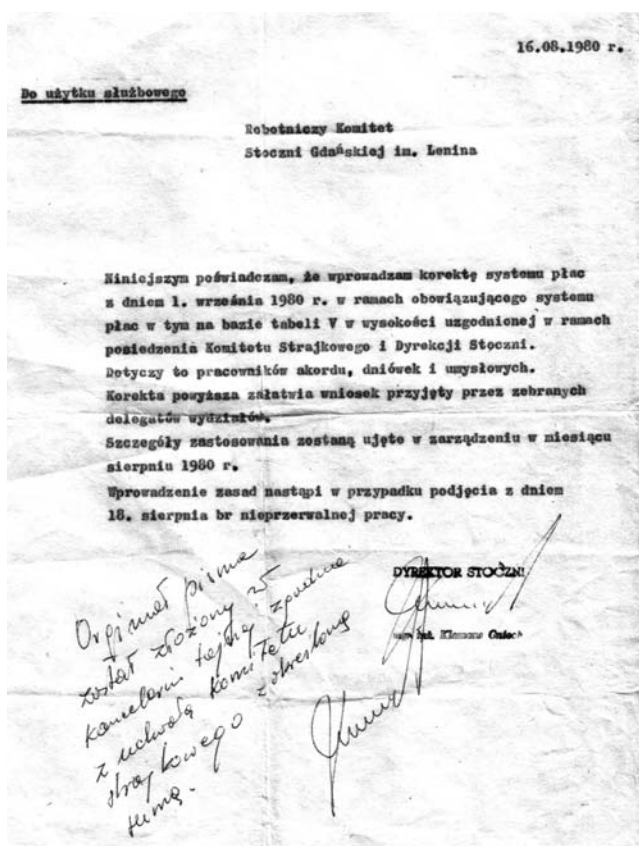 16.08.1980 r.
Do użytku służbowego
Robotniczy Komitet
Stoczni Gdańskiej im. Lenina
Niniejszym poświadczam, że wprowadzam korektę systemu płac
z dniem 1. września 1980 r. w ramach obowiązującego systemu
płac w tym na bazie tabeli V w wysokości uzgodnionej w ramach
posiedzenia Komitetu Strajkowego i Dyrekcji Stoczni.
Dotyczy to pracowników akordu, dniówek i umysłowych.
Korekta powyższa załatwia wniosek przyjęty przez zebranych
delegatów wydziałów.
Szczegóły zastosowania zostaną ujęte w zarządzeniu w miesiącu
sierpniu 1980 r.
Wprowadzenie zasad nastąpi w przypadku podjęcia z dniem
18. sierpnia br nieprzerwalnej pracy.
DYREKTOR STOCZNI
inż. Klemens Gniech
Orginał pisma
został złożony w
kancelarii tajnej zgodnie
z uchwałą Komitetu
strajkowego z określoną
sumą.